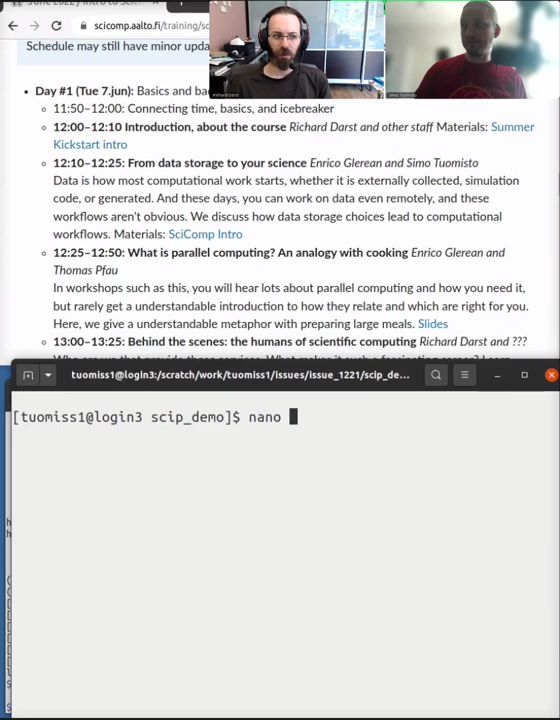 June 2022 / Intro to Sci
scicomp.aalto.fi/training/sc
Schedule may still have minor upda
Day #1 (Tue 7.jun): Basics and ba
11:50–12:00: Connecting time, basics, and icebreaker
12:00–12:10 Introduction, about the course Richard Darst and other staff Materials: Summer
Kickstart intro
12:10–12:25: From data storage to your science Enrico Glerean and Simo Tuomisto
Data is how most computational work starts, whether it is externally collected, simulation
code, or generated. And these days, you can work on data even remotely, and these
workflows aren't obvious. We discuss how data storage choices lead to computational
workflows. Materials: SciComp Intro
12:25–12:50: What is parallel computing? An analogy with cooking Enrico Glerean and
Thomas Pfau
In workshops such as this, you will hear lots about parallel computing and how you need it,
but rarely get a understandable introduction to how they relate and which are right for you.
Here, we give a understandable metaphor with preparing large meals. Slides
13:00–13:25: Behind the scenes: the humans of scientific computing Richard Darst and ???
tuomiss1@login3:/scratch/work/tuomiss1/issues/issue_1221/scip_de...
[tuomiss1@login3 scip_demo]$ nano